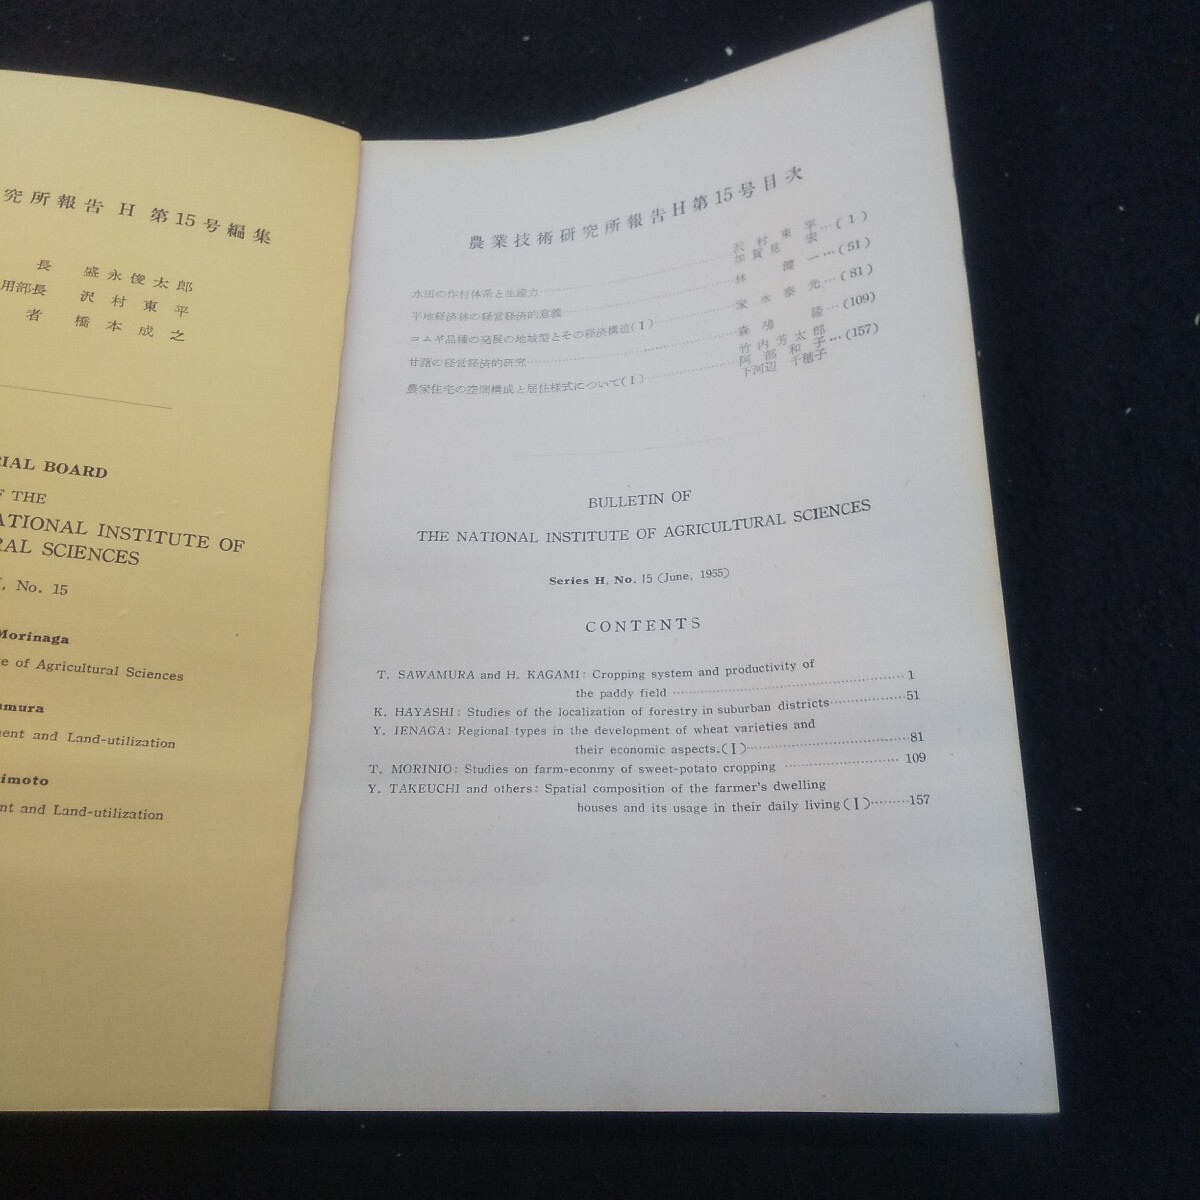 究所報告 H 第15号編集
長 盛永俊太郎
用部長 沢村東平
者 橋本成之
RIAL BOARD
F THE
ATIONAL INSTITUTE OF
RAL SCIENCES
, No. 15
Morinaga
e of Agricultural Sciences
amura
ment and Land-utilization
imoto
nt and Land-utilization
農業技術研究所報告H第15号目次
水田の作付体系と生産力 沢村東平 加賀見宏 (1)
平地経済林の経営経済的意義 林健一 (51)
コムギ品種の発展の地域型とその経済構造(I) 家永泰光 (81)
甘藷の経営経済的研究 森隆 (109)
農家住宅の空間構成と居住様式について(I) 竹内芳太郎 阿部和子 下河辺千穂子 (157)
BULLETIN OF
THE NATIONAL INSTITUTE OF AGRICULTURAL SCIENCES
Series H, No. 15 (June, 1955)
CONTENTS
T. SAWAMURA and H. KAGAMI: Cropping system and productivity of
the paddy field 1
K. HAYASHI: Studies of the localization of forestry in suburban districts 51
Y. IENAGA: Regional types in the development of wheat varieties and
their economic aspects.(I) 81
T. MORINIO: Studies on farm-econmy of sweet-potato cropping 109
Y. TAKEUCHI and others: Spatial composition of the farmer's dwelling
houses and its usage in their daily living(I) 157